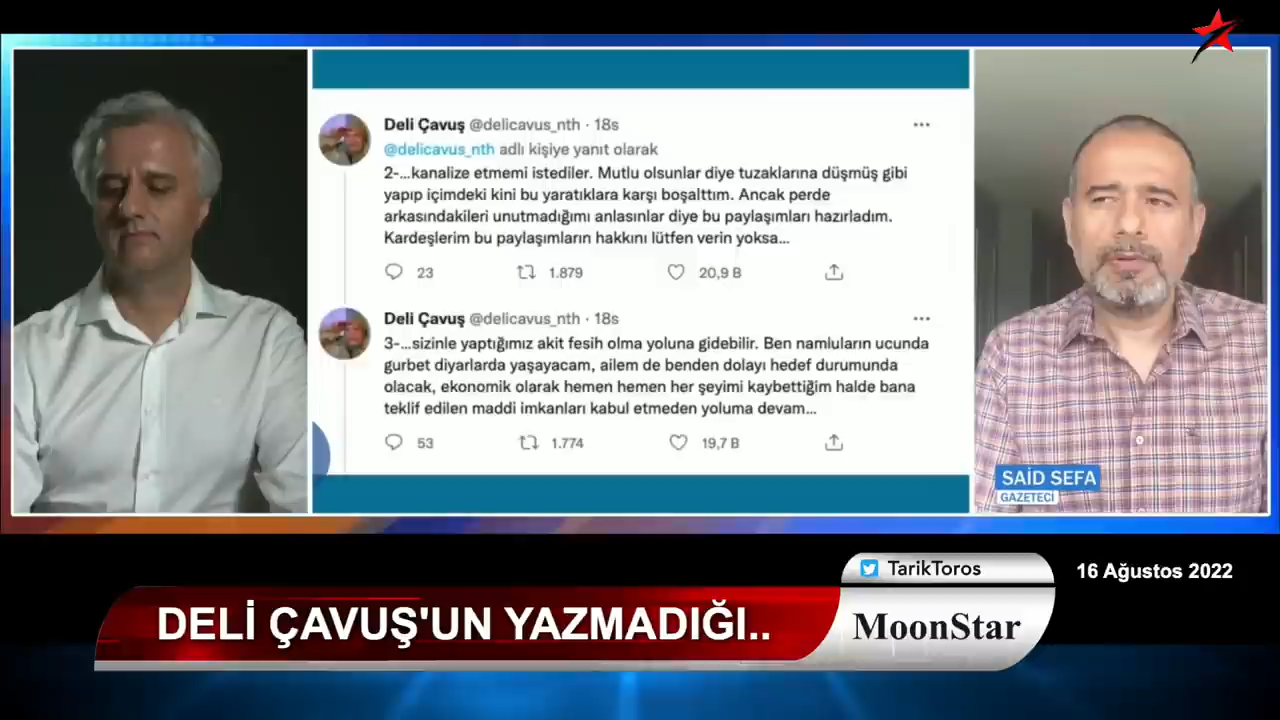 Deli Çavuş @delicavus_nth · 18s
@delicavus_nth adlı kişiye yanıt olarak
2-...kanalize etmemi istediler. Mutlu olsunlar diye tuzaklarına düşmüş gibi
yapıp içimdeki kini bu yaratıklara karşı boşalttım. Ancak perde
arkasındakileri unutmadığımı anlasınlar diye bu paylaşımları hazırladım.
Kardeşlerim bu paylaşımların hakkını lütfen verin yoksa...
23 1.879 20,9 B
Deli Çavuş @delicavus_nth · 18s
3-...sizinle yaptığımız akit fesih olma yoluna gidebilir. Ben namluların ucunda
gurbet diyarlarda yaşayacam, ailem de benden dolayı hedef durumunda
olacak, ekonomik olarak hemen hemen her şeyimi kaybettiğim halde bana
teklif edilen maddi imkanları kabul etmeden yoluma devam...
53 1.774 19,7 B
SAİD SEFA
GAZETECİ
TarikToros
16 Ağustos 2022
DELİ ÇAVUŞ'UN YAZMADIĞI..
MoonStar